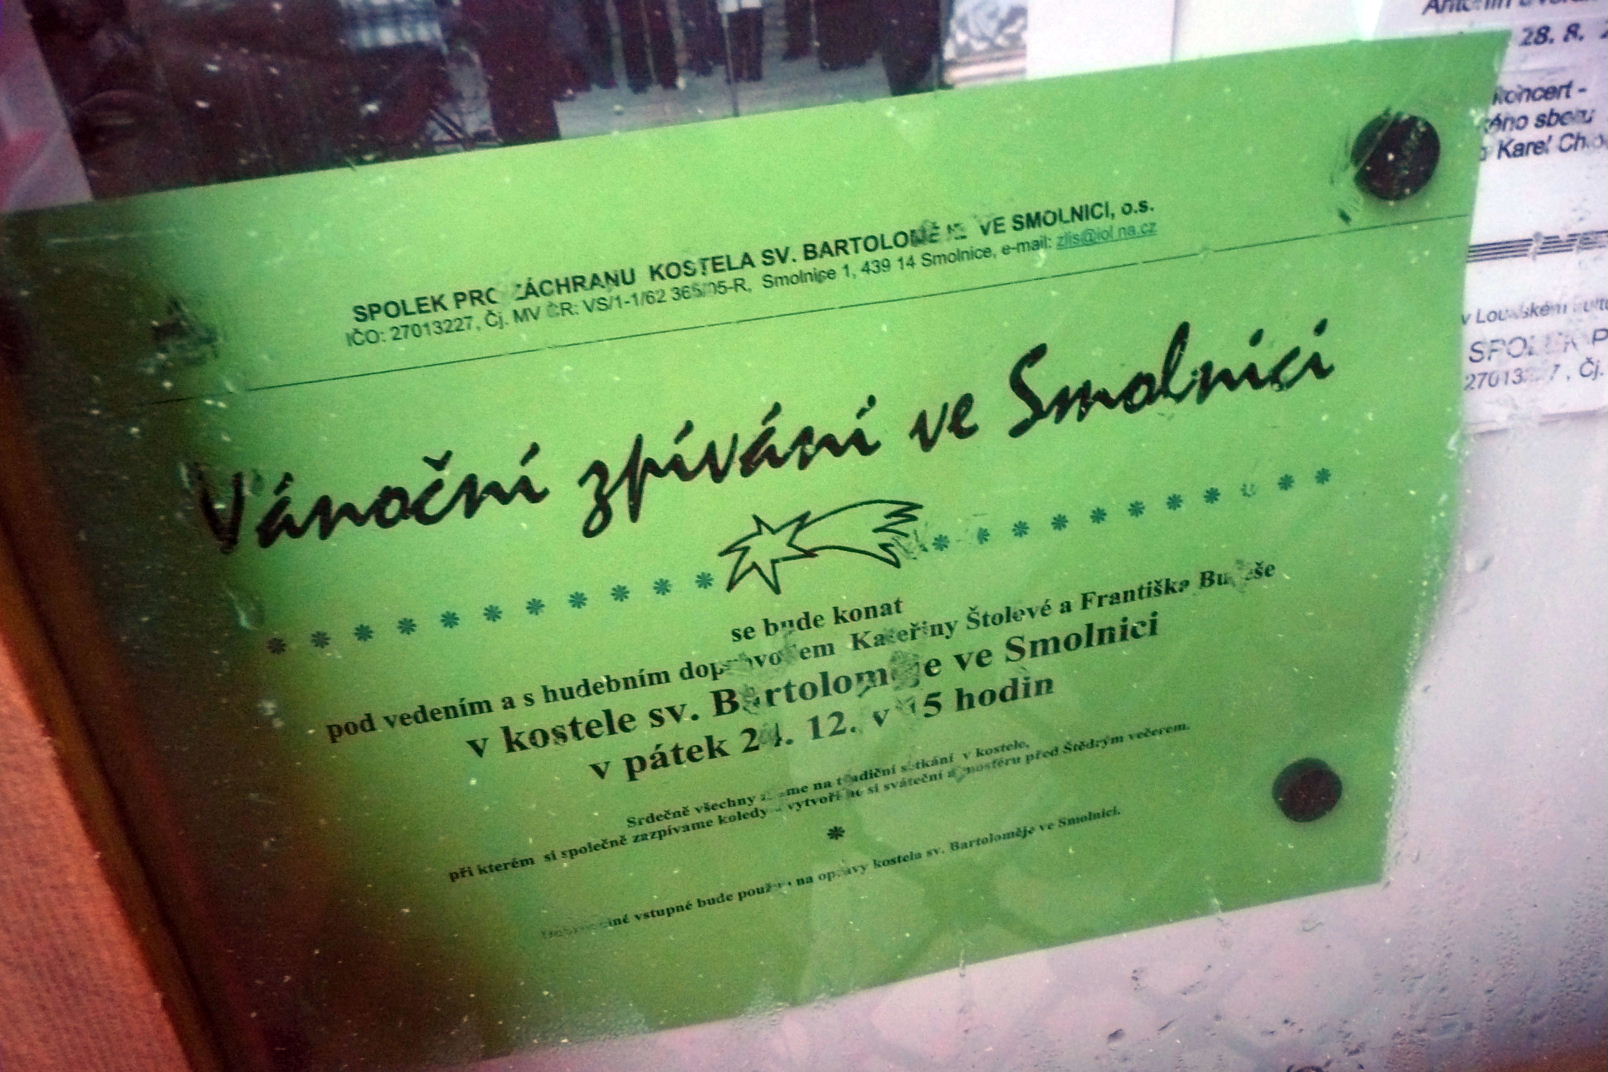 28. 8.
koncert -
Karel
SPOLEK PRO ZÁCHRANU KOSTELA SV. BARTOLOMĚJE VE SMOLNICI, o.s.
IČO: 27013227, Čj. MV ČR: VS/1-1/62 365/05-R, Smolnice 1, 439 14 Smolnice, e-mail: zlis@iol.na.cz
Vánoční zpívání ve Smolnici
se bude konat
pod vedením a s hudebním doprovodem Kateřiny Štolevé a Františka
v kostele sv. Bartoloměje ve Smolnici
v pátek 24. 12. v 15 hodin
Srdečně všechny zveme na tradiční setkání v kostele,
při kterém si společně zazpíváme koledy a vytvoříme si sváteční atmosféru před Štědrým večerem.
*
Dobrovolné vstupné bude použito na opravy kostela sv. Bartoloměje ve Smolnici.